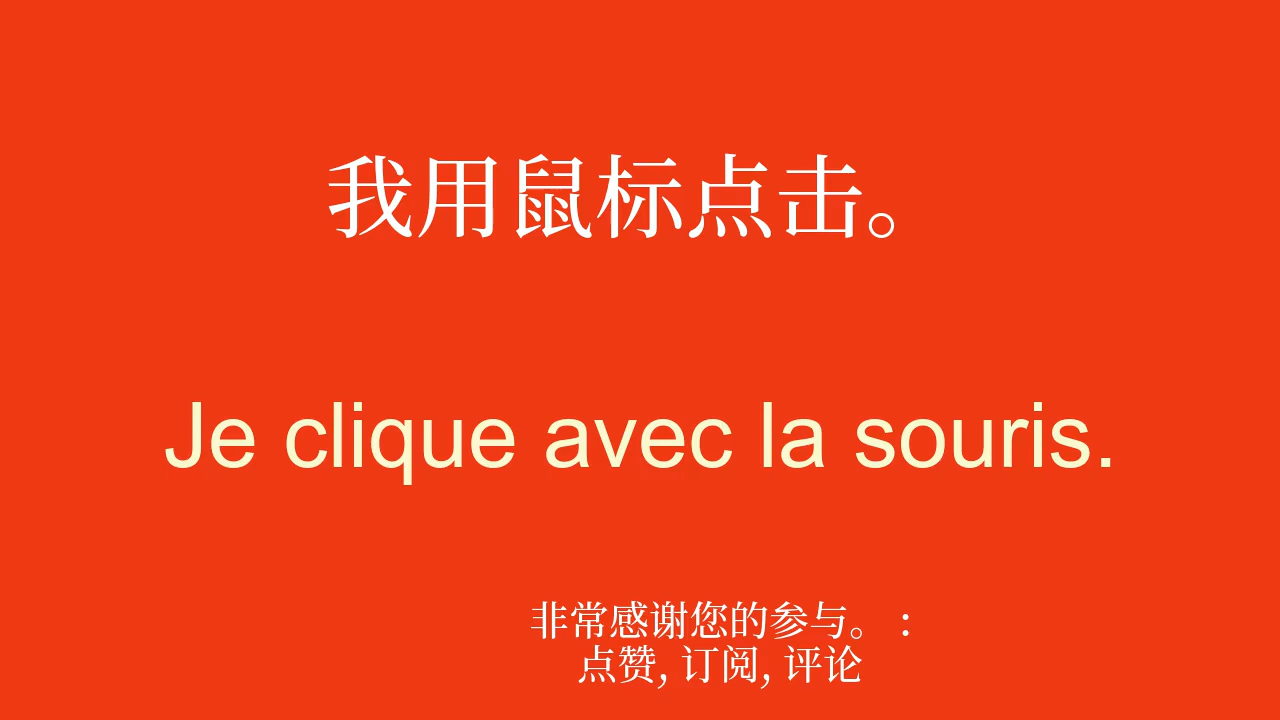 我用鼠标点击。
Je clique avec la souris.
非常感谢您的参与。 :
点赞, 订阅, 评论